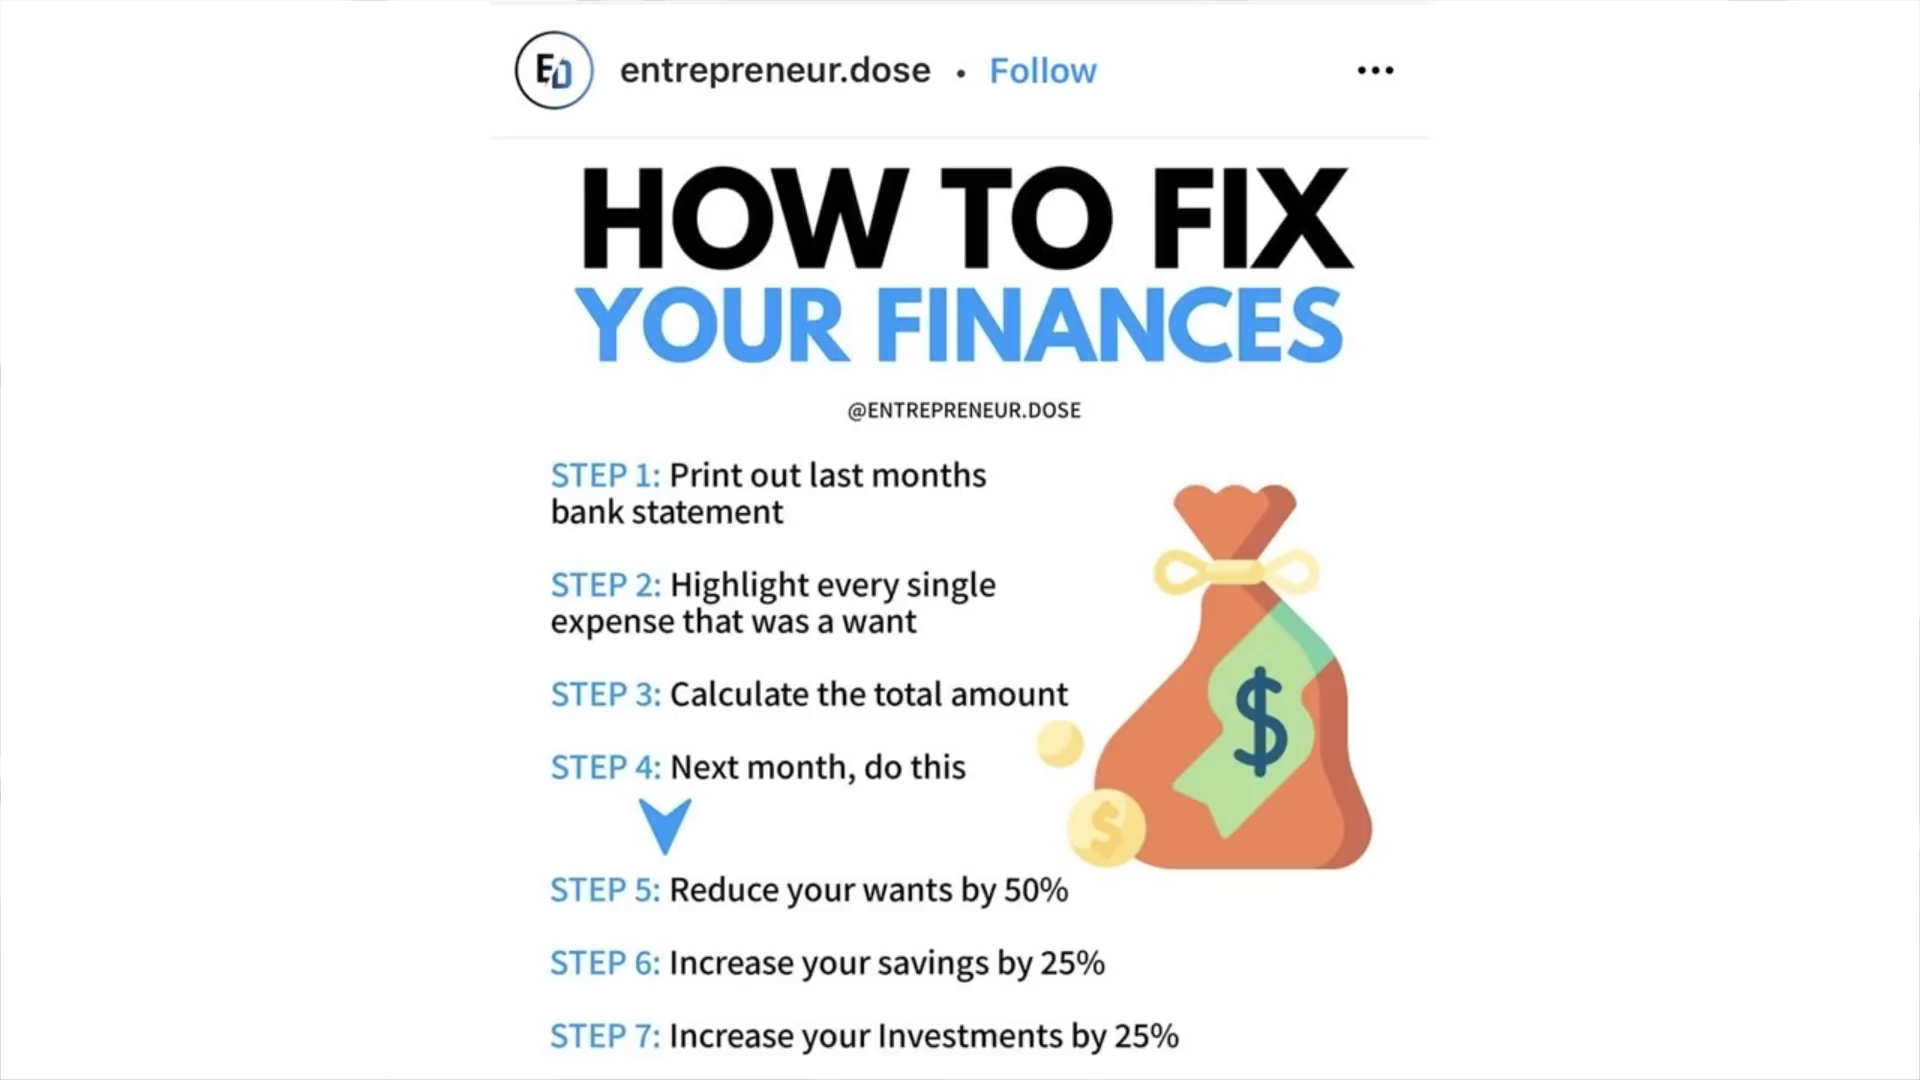 ED
entrepreneur.dose • Follow
HOW TO FIX
YOUR FINANCES
@ENTREPRENEUR.DOSE
STEP 1: Print out last months
bank statement
STEP 2: Highlight every single
expense that was a want
STEP 3: Calculate the total amount
STEP 4: Next month, do this
$
$
STEP 5: Reduce your wants by 50%
STEP 6: Increase your savings by 25%
STEP 7: Increase your Investments by 25%